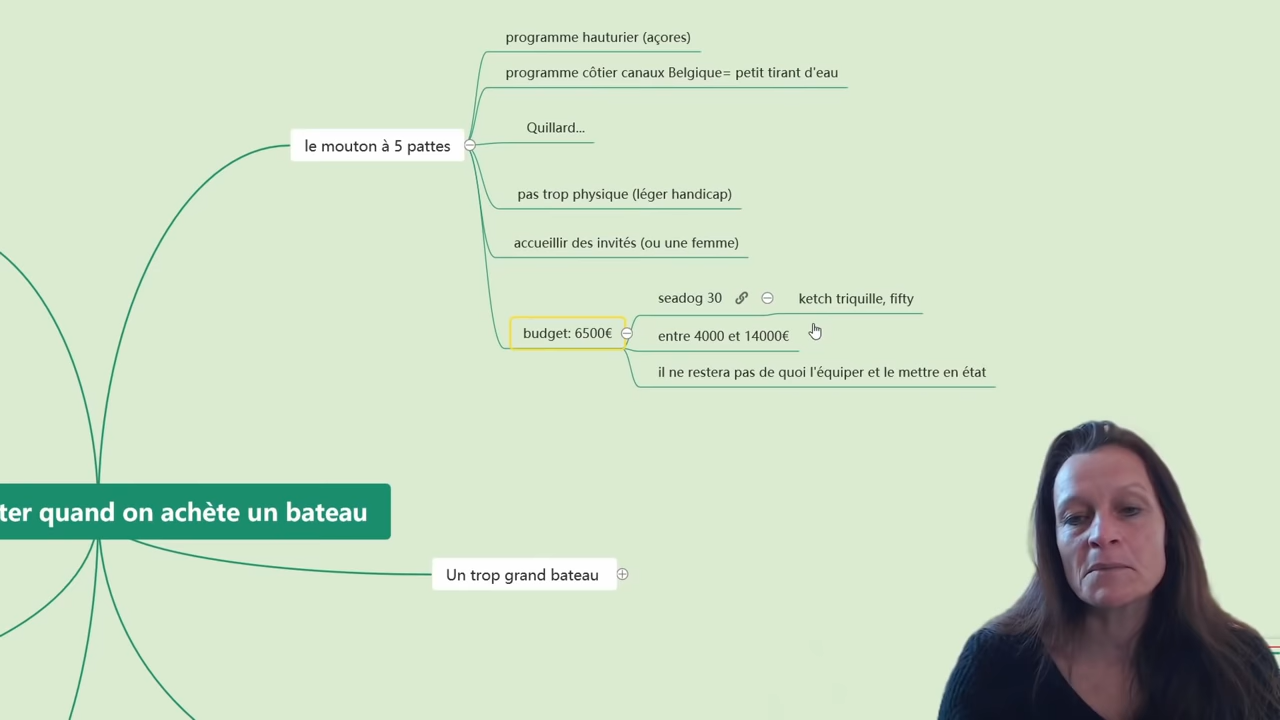 programme hauturier (açores)
programme côtier canaux Belgique= petit tirant d'eau
Quillard...
le mouton à 5 pattes
pas trop physique (léger handicap)
accueillir des invités (ou une femme)
seadog 30
ketch triquille, fifty
budget: 6500€
entre 4000 et 14000€
il ne restera pas de quoi l'équiper et le mettre en état
ter quand on achète un bateau
Un trop grand bateau